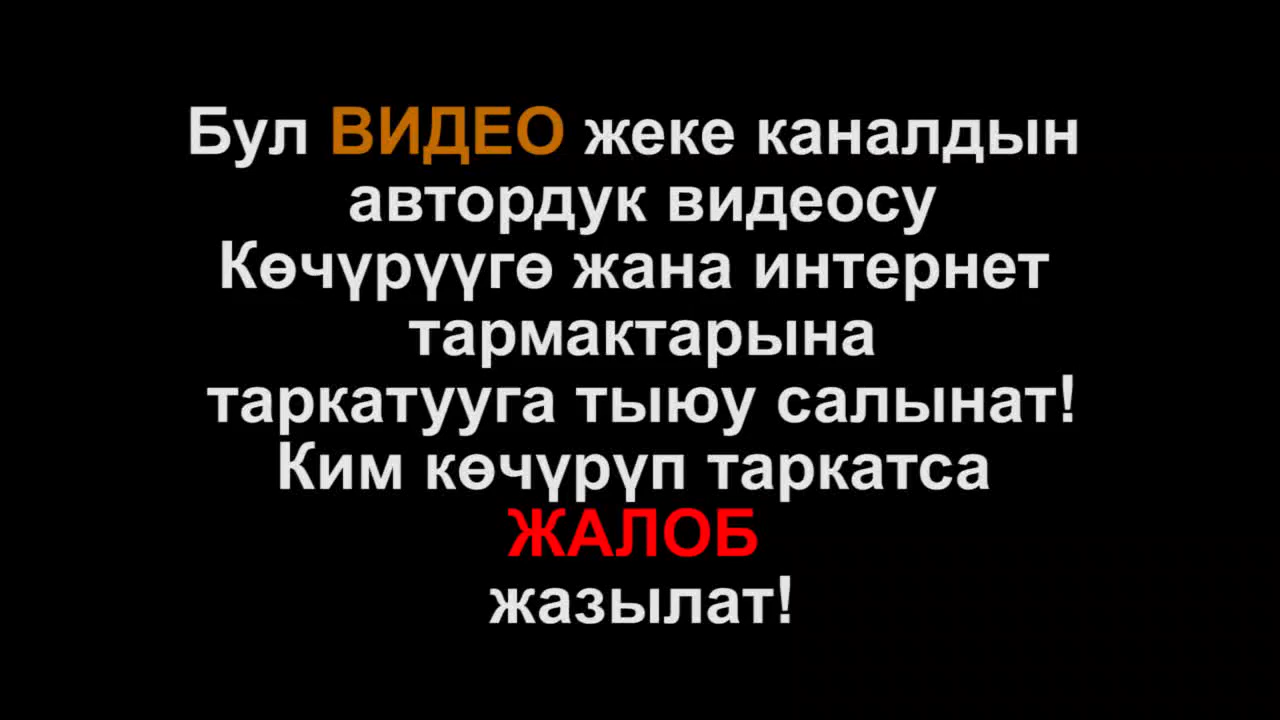 Бул ВИДЕО жеке каналдын
автордук видеосу
Көчүрүүгө жана интернет
тармактарына
таркатууга тыюу салынат!
Ким көчүрүп таркатса
ЖАЛОБ
жазылат!